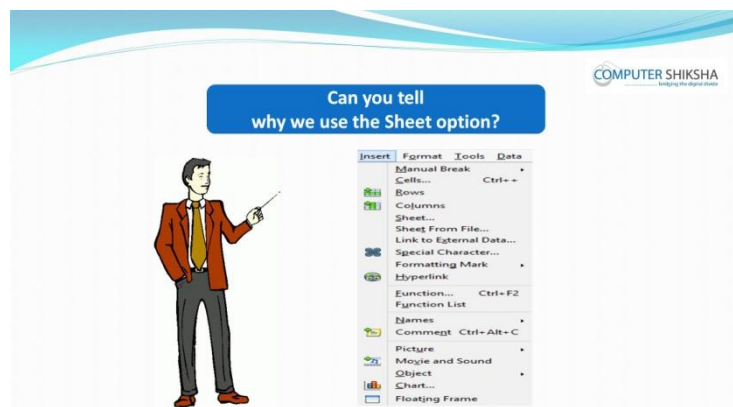 COMPUTER SHIKSHA
bridging the digital divide
Can you tell
why we use the Sheet option?
Insert Format Tools Data
Manual Break
Cells... Ctrl++
Rows
Columns
Sheet...
Sheet From File...
Link to External Data...
Special Character...
Formatting Mark
Hyperlink
Function... Ctrl+F2
Function List
Names
Comment Ctrl+Alt+C
Picture
Movie and Sound
Object
Chart...
Floating Frame